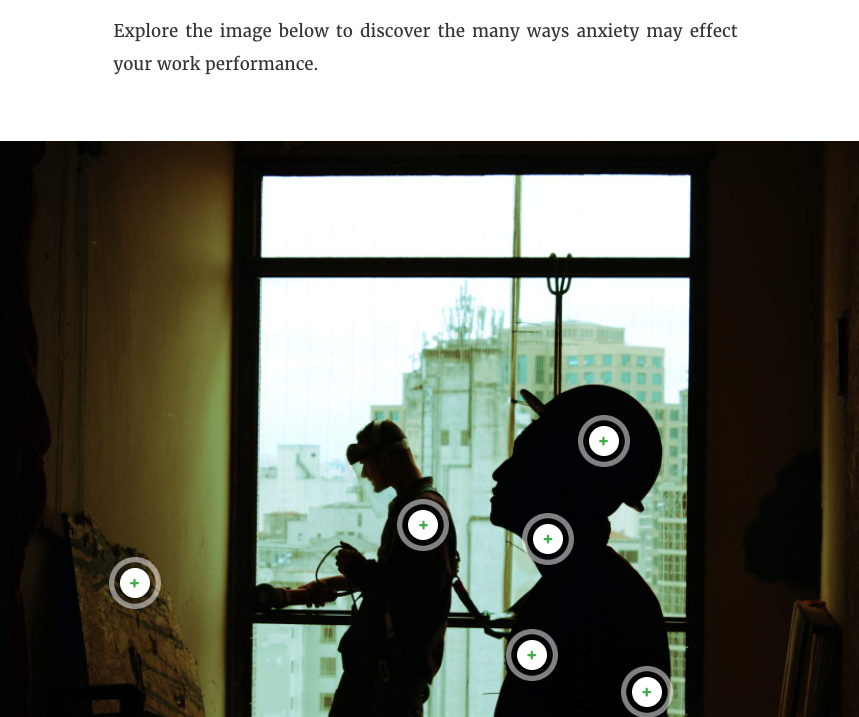 Explore the image below to discover the many ways anxiety may effect
your work performance.